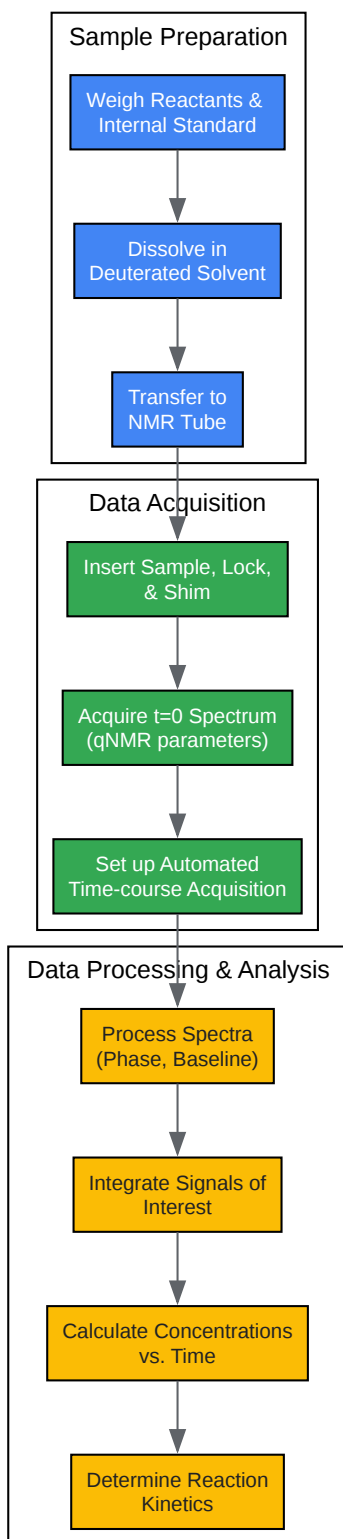 Sample Preparation
Weigh Reactants &
Internal Standard
Dissolve in
Deuterated Solvent
Transfer to
NMR Tube
Data Acquisition
Insert Sample, Lock,
& Shim
Acquire t=0 Spectrum
(qNMR parameters)
Set up Automated
Time-course Acquisition
Data Processing & Analysis
Process Spectra
(Phase, Baseline)
Integrate Signals of
Interest
Calculate Concentrations
vs. Time
Determine Reaction
Kinetics